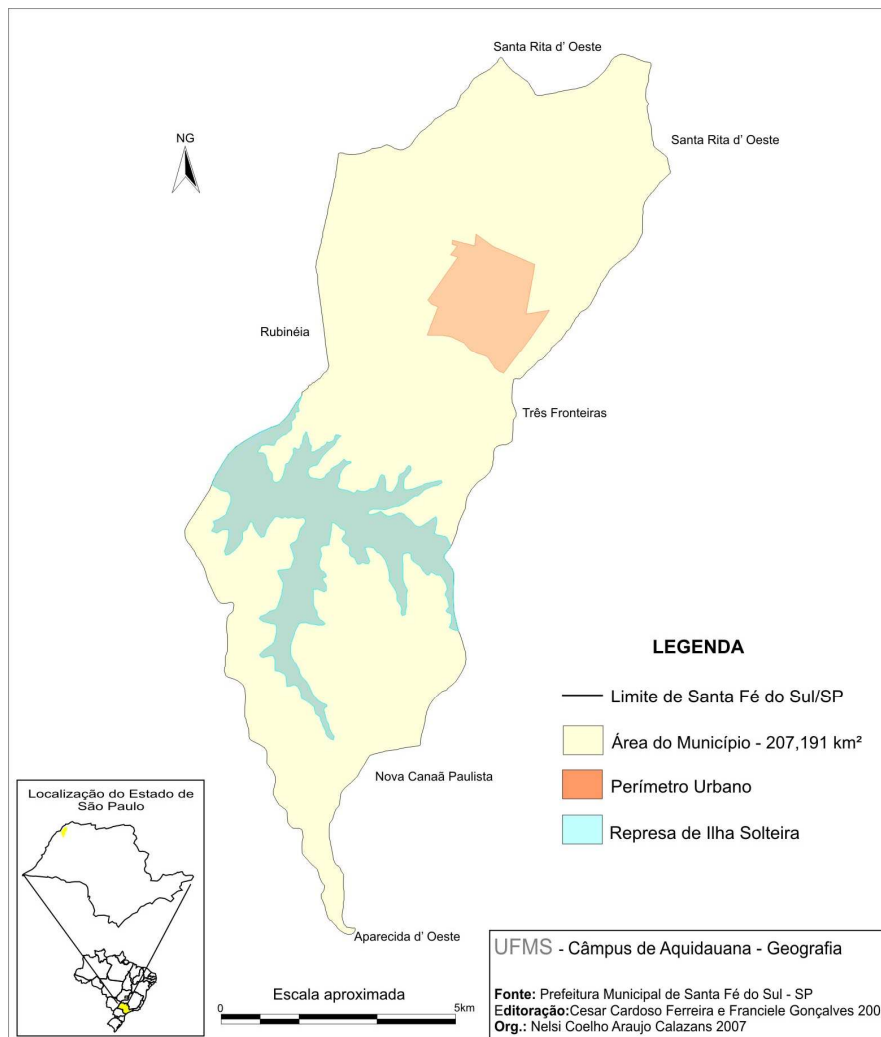 Santa Rita d' Oeste
NG
Santa Rita d' Oeste
Rubinéia
Três Fronteiras
LEGENDA
Limite de Santa Fé do Sul/SP
Área do Município - 207,191 km²
Perímetro Urbano
Represa de Ilha Solteira
Nova Canaã Paulista
Localização do Estado de
São Paulo
Aparecida d' Oeste
Escala aproximada
0
5km
UFMS - Câmpus de Aquidauana - Geografia
Fonte: Prefeitura Municipal de Santa Fé do Sul - SP
Editoração:Cesar Cardoso Ferreira e Franciele Gonçalves 200
Org.: Nelsi Coelho Araujo Calazans 2007